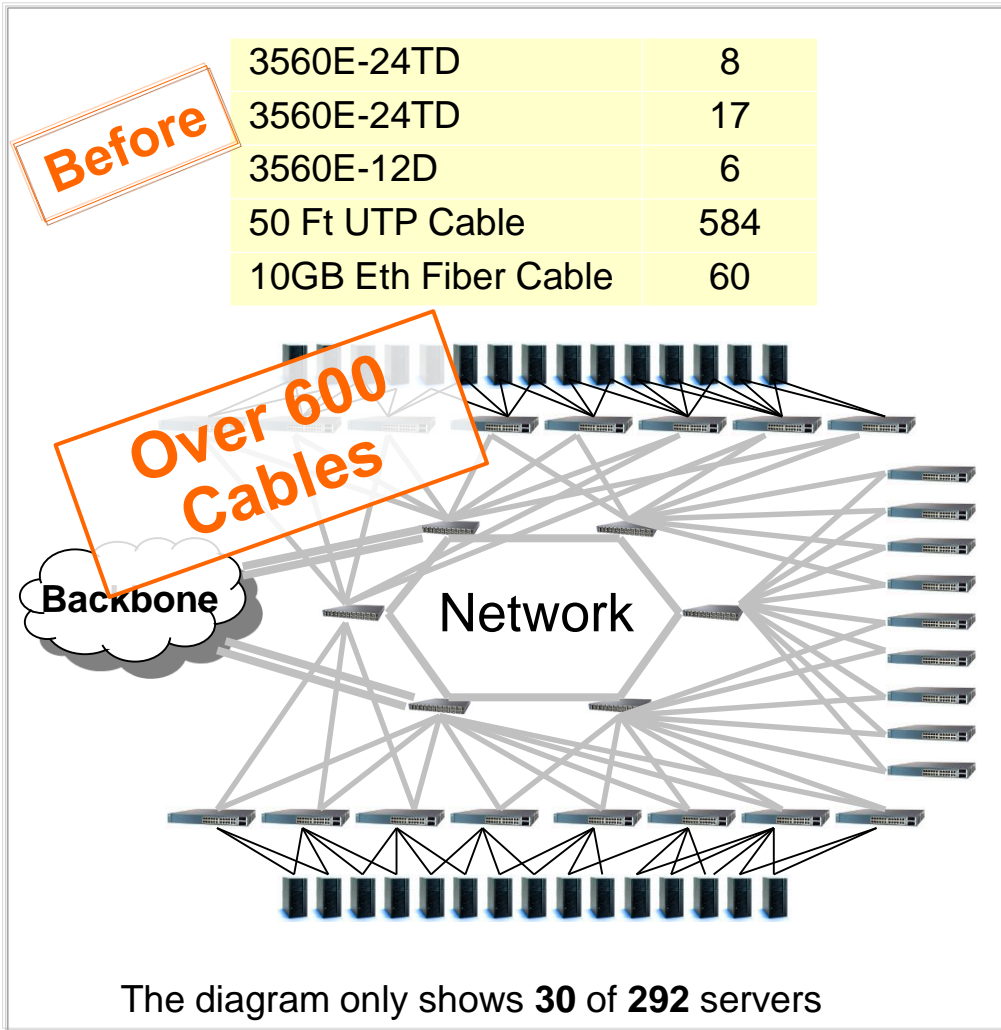 Before
3560E-24TD 8
3560E-24TD 17
3560E-12D 6
50 Ft UTP Cable 584
10GB Eth Fiber Cable 60
Over 600
Cables
Backbone
Network
The diagram only shows 30 of 292 servers